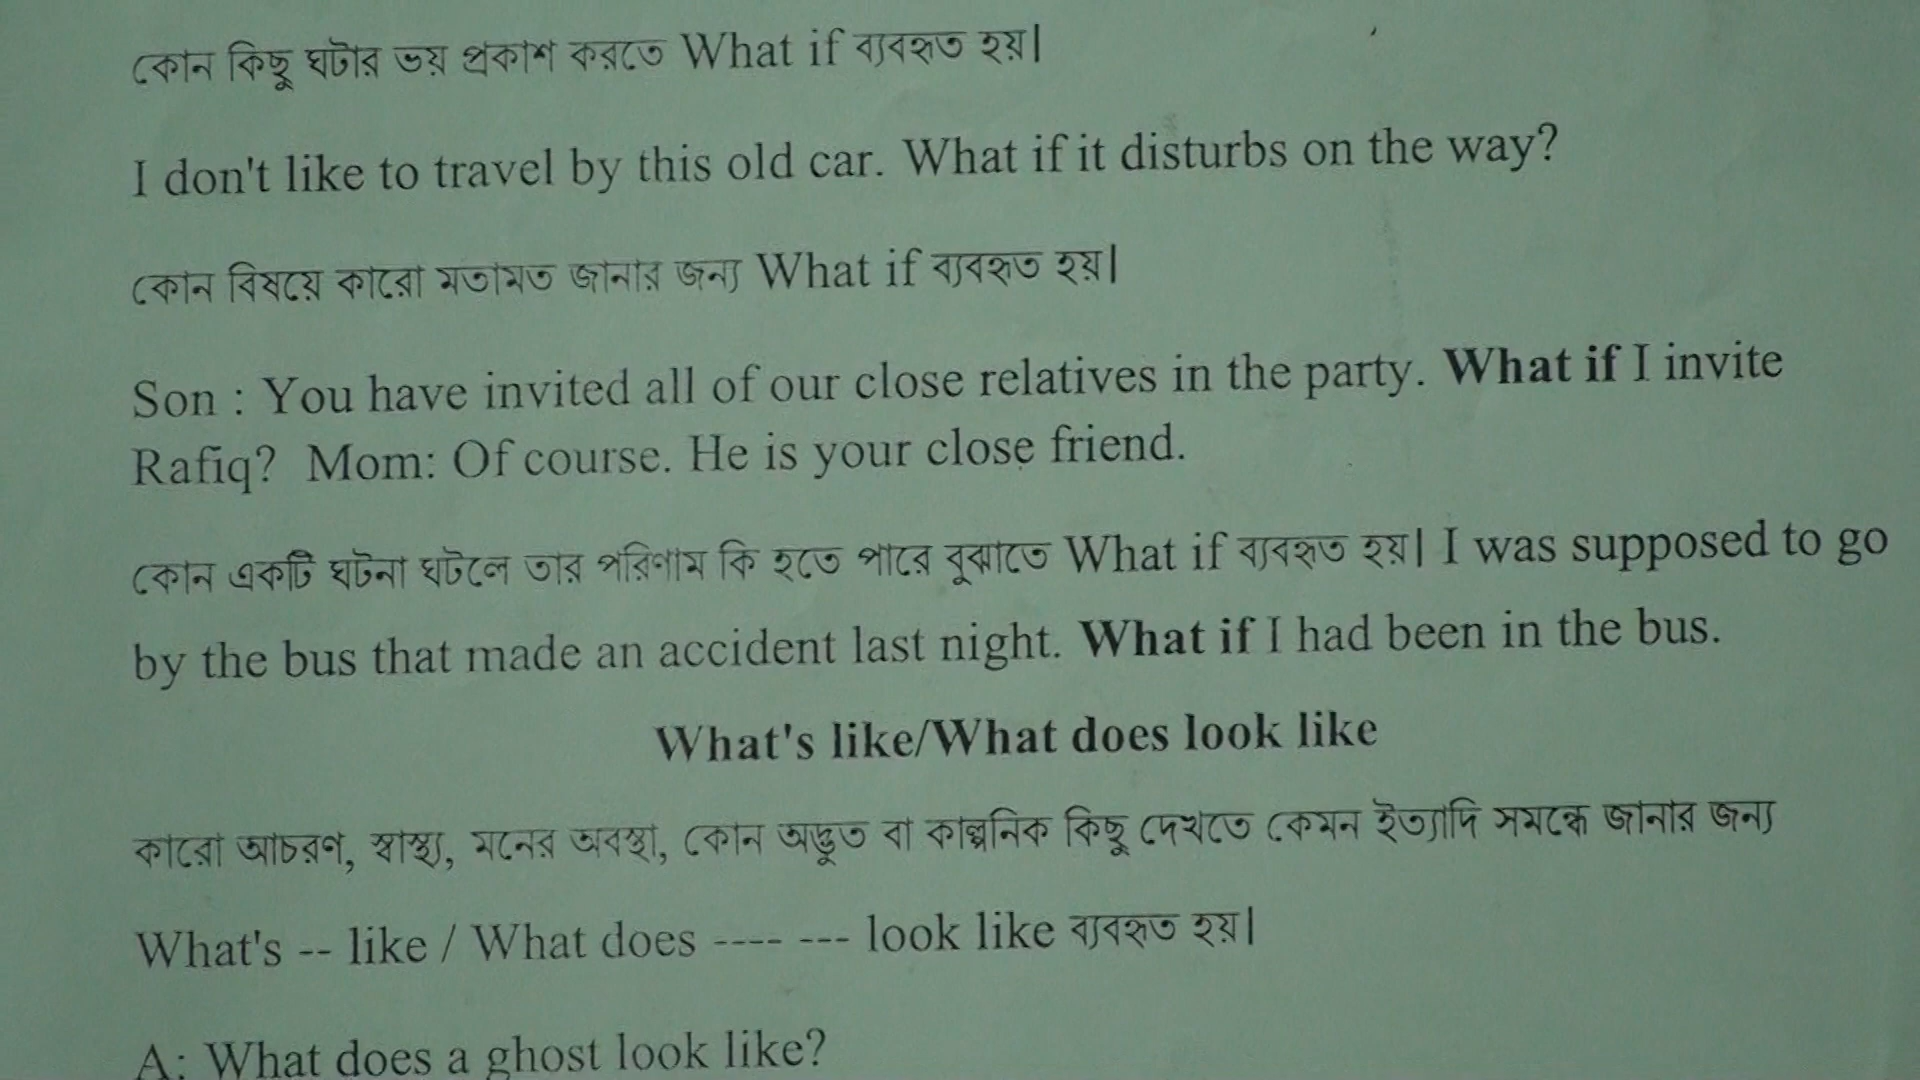 কোন কিছু ঘটার ভয় প্রকাশ করতে What if ব্যবহৃত হয়|
I don't like to travel by this old car. What if it disturbs on the way?
কোন বিষয়ে কারো মতামত জানার জন্য What if ব্যবহৃত হয়|
Son : You have invited all of our close relatives in the party. What if I invite
Rafiq? Mom: Of course. He is your close friend.
কোন একটি ঘটনা ঘটলে তার পরিণাম কি হতে পারে বুঝাতে What if ব্যবহৃত হয়| I was supposed to go
by the bus that made an accident last night. What if I had been in the bus.
What's like/What does look like
কারো আচরণ, স্বাস্থ্য, মনের অবস্থা, কোন অদ্ভুত বা কাল্পনিক কিছু দেখতে কেমন ইত্যাদি সমন্ধে জানার জন্য
What's -- like / What does ---- --- look like ব্যবহৃত হয়|
A: What does a ghost look like?